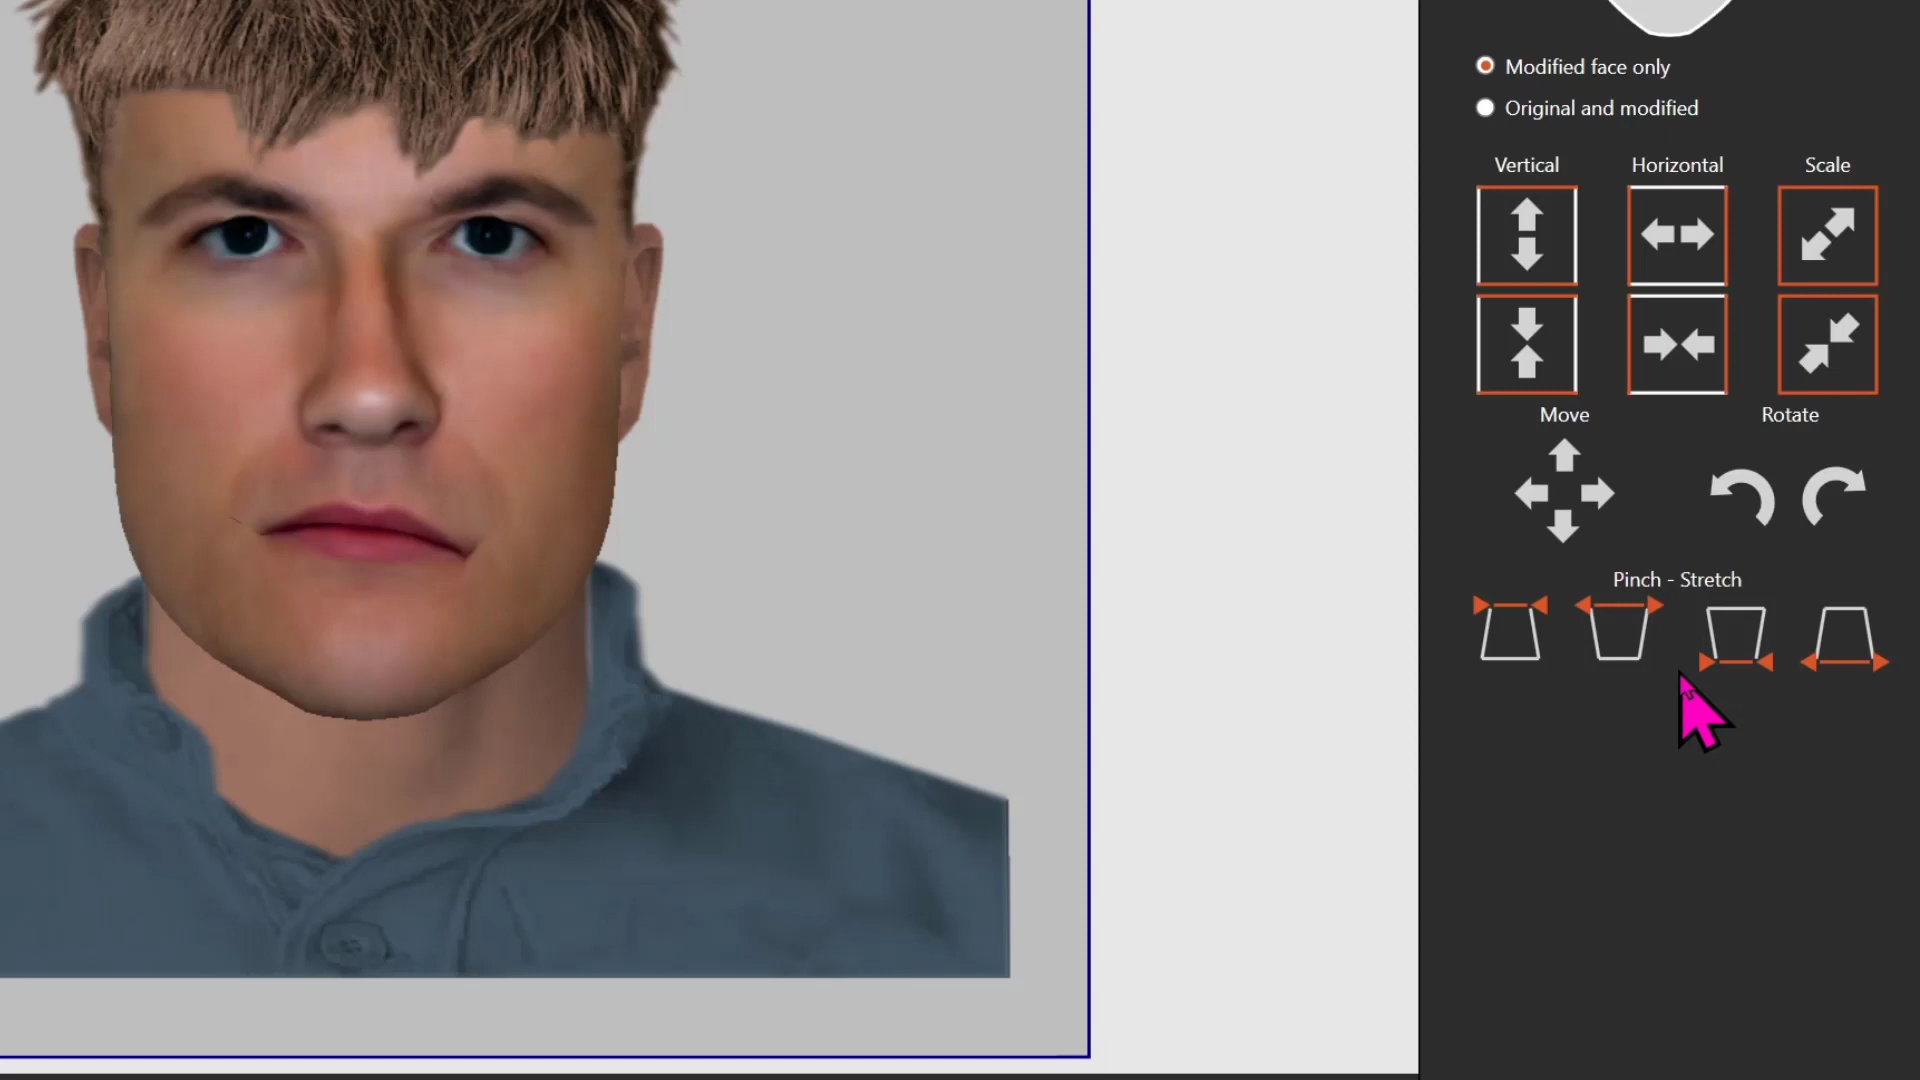 Modified face only
Original and modified
Vertical Horizontal Scale
Move Rotate
Pinch - Stretch